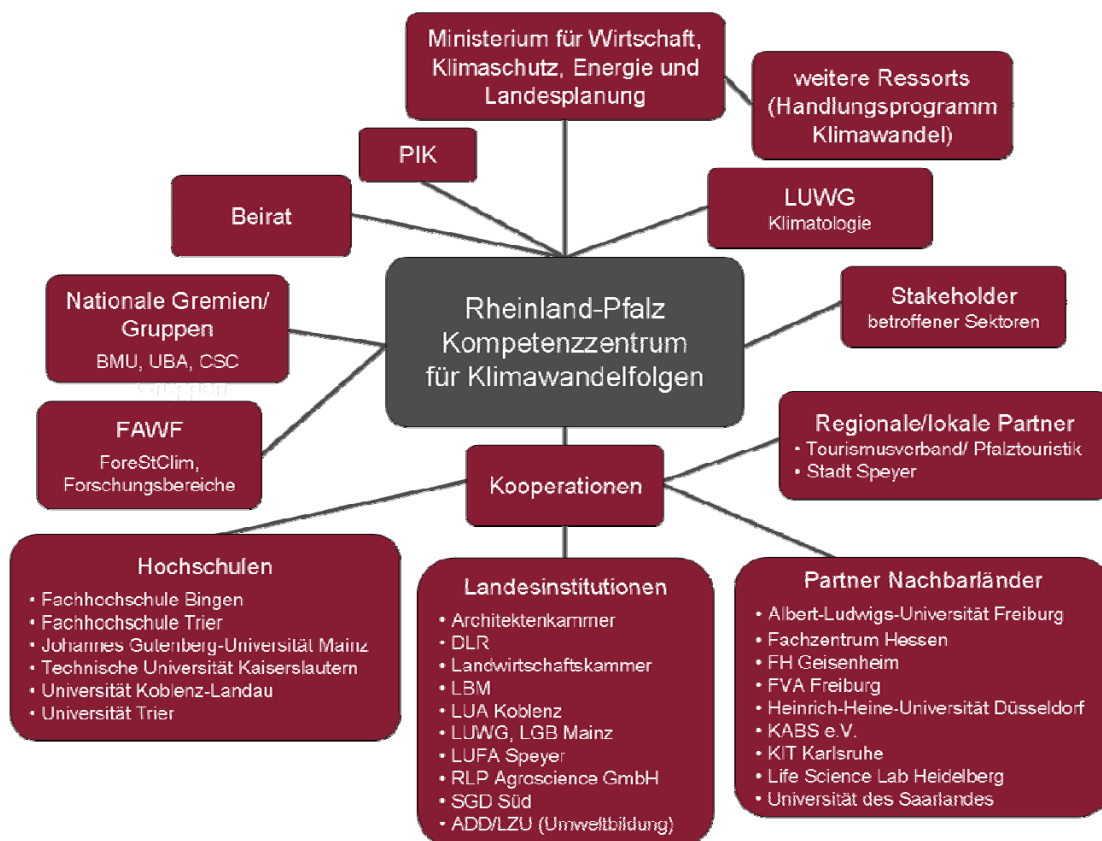 Ministerium für Wirtschaft,
Klimaschutz, Energie und
Landesplanung
weitere Ressorts
(Handlungsprogramm
Klimawandel)
PIK
LUWG
Klimatologie
Beirat
Nationale Gremien/
Gruppen
BMU, UBA, CSC
Rheinland-Pfalz
Kompetenzzentrum
für Klimawandelfolgen
Stakeholder
betroffener Sektoren
FAWF
ForeStClim,
Forschungsbereiche
Regionale/lokale Partner
• Tourismusverband/ Pfalztouristik
• Stadt Speyer
Kooperationen
Hochschulen
• Fachhochschule Bingen
• Fachhochschule Trier
• Johannes Gutenberg-Universität Mainz
• Technische Universität Kaiserslautern
• Universität Koblenz-Landau
• Universität Trier
Landesinstitutionen
• Architektenkammer
• DLR
• Landwirtschaftskammer
• LBM
• LUA Koblenz
• LUWG, LGB Mainz
• LUFA Speyer
• RLP Agroscience GmbH
• SGD Süd
• ADD/LZU (Umweltbildung)
Partner Nachbarländer
• Albert-Ludwigs-Universität Freiburg
• Fachzentrum Hessen
• FH Geisenheim
• FVA Freiburg
• Heinrich-Heine-Universität Düsseldorf
• KABS e.V.
• KIT Karlsruhe
• Life Science Lab Heidelberg
• Universität des Saarlandes